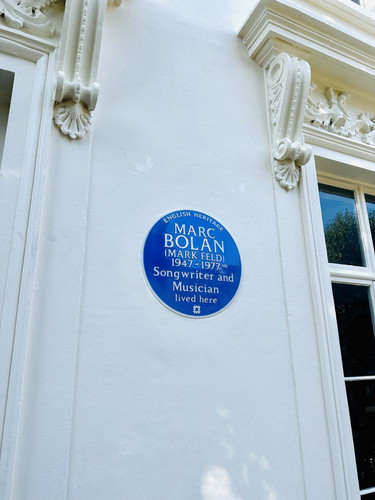 ENGLISH HERITAGE
MARC
BOLAN
(MARK FELD)
1947-1977
Songwriter and
Musician
lived here